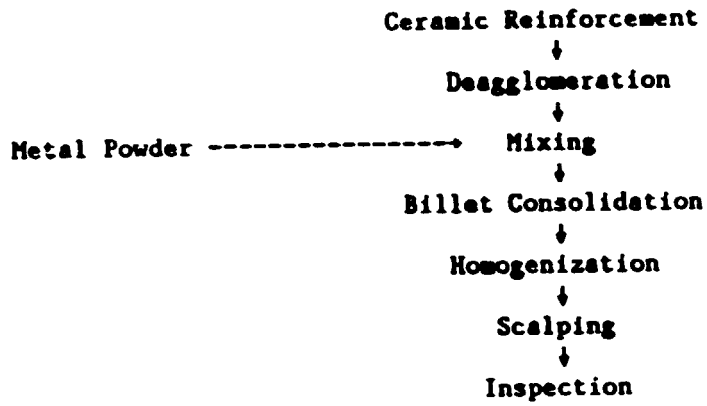 Ceramic Reinforcement
Deagglomeration
Metal Powder
Mixing
Billet Consolidation
Homogenization
Scalping
Inspection